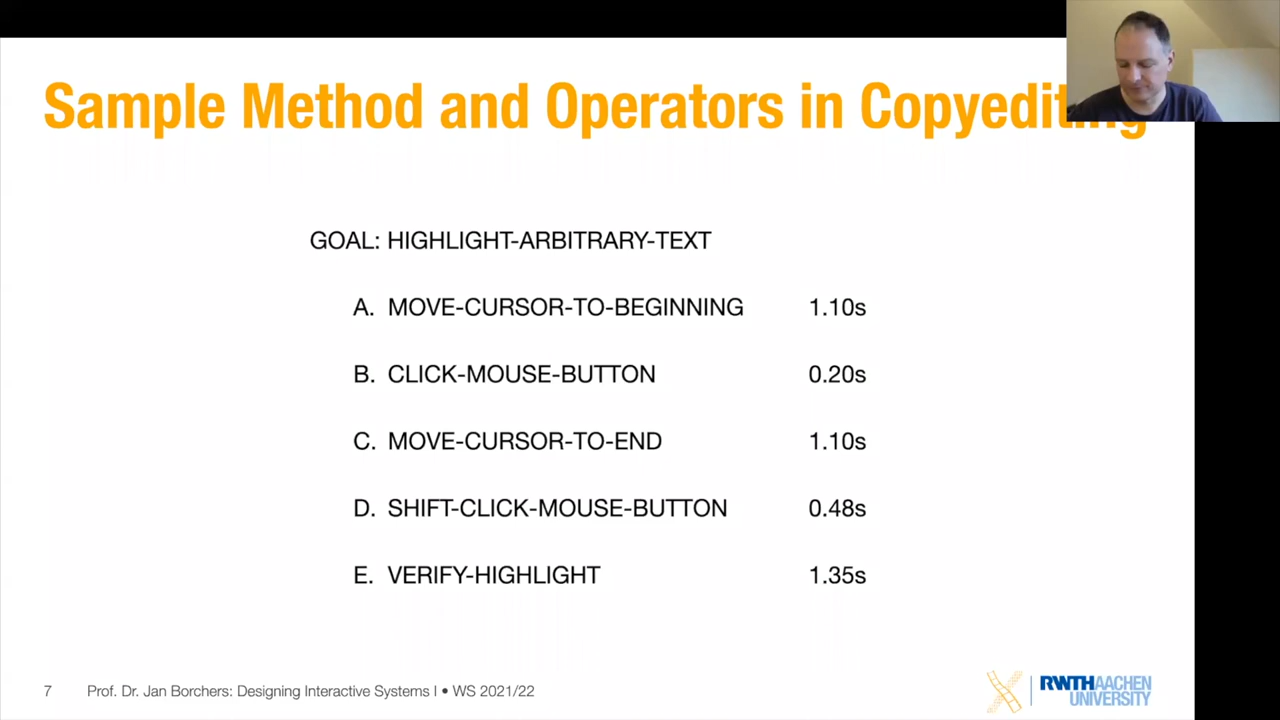 Sample Method and Operators in Copyediting
GOAL: HIGHLIGHT-ARBITRARY-TEXT
A. MOVE-CURSOR-TO-BEGINNING 1.10s
B. CLICK-MOUSE-BUTTON 0.20s
C. MOVE-CURSOR-TO-END 1.10s
D. SHIFT-CLICK-MOUSE-BUTTON 0.48s
E. VERIFY-HIGHLIGHT 1.35s
7 Prof. Dr. Jan Borchers: Designing Interactive Systems I • WS 2021/22
RWTHAACHEN
UNIVERSITY